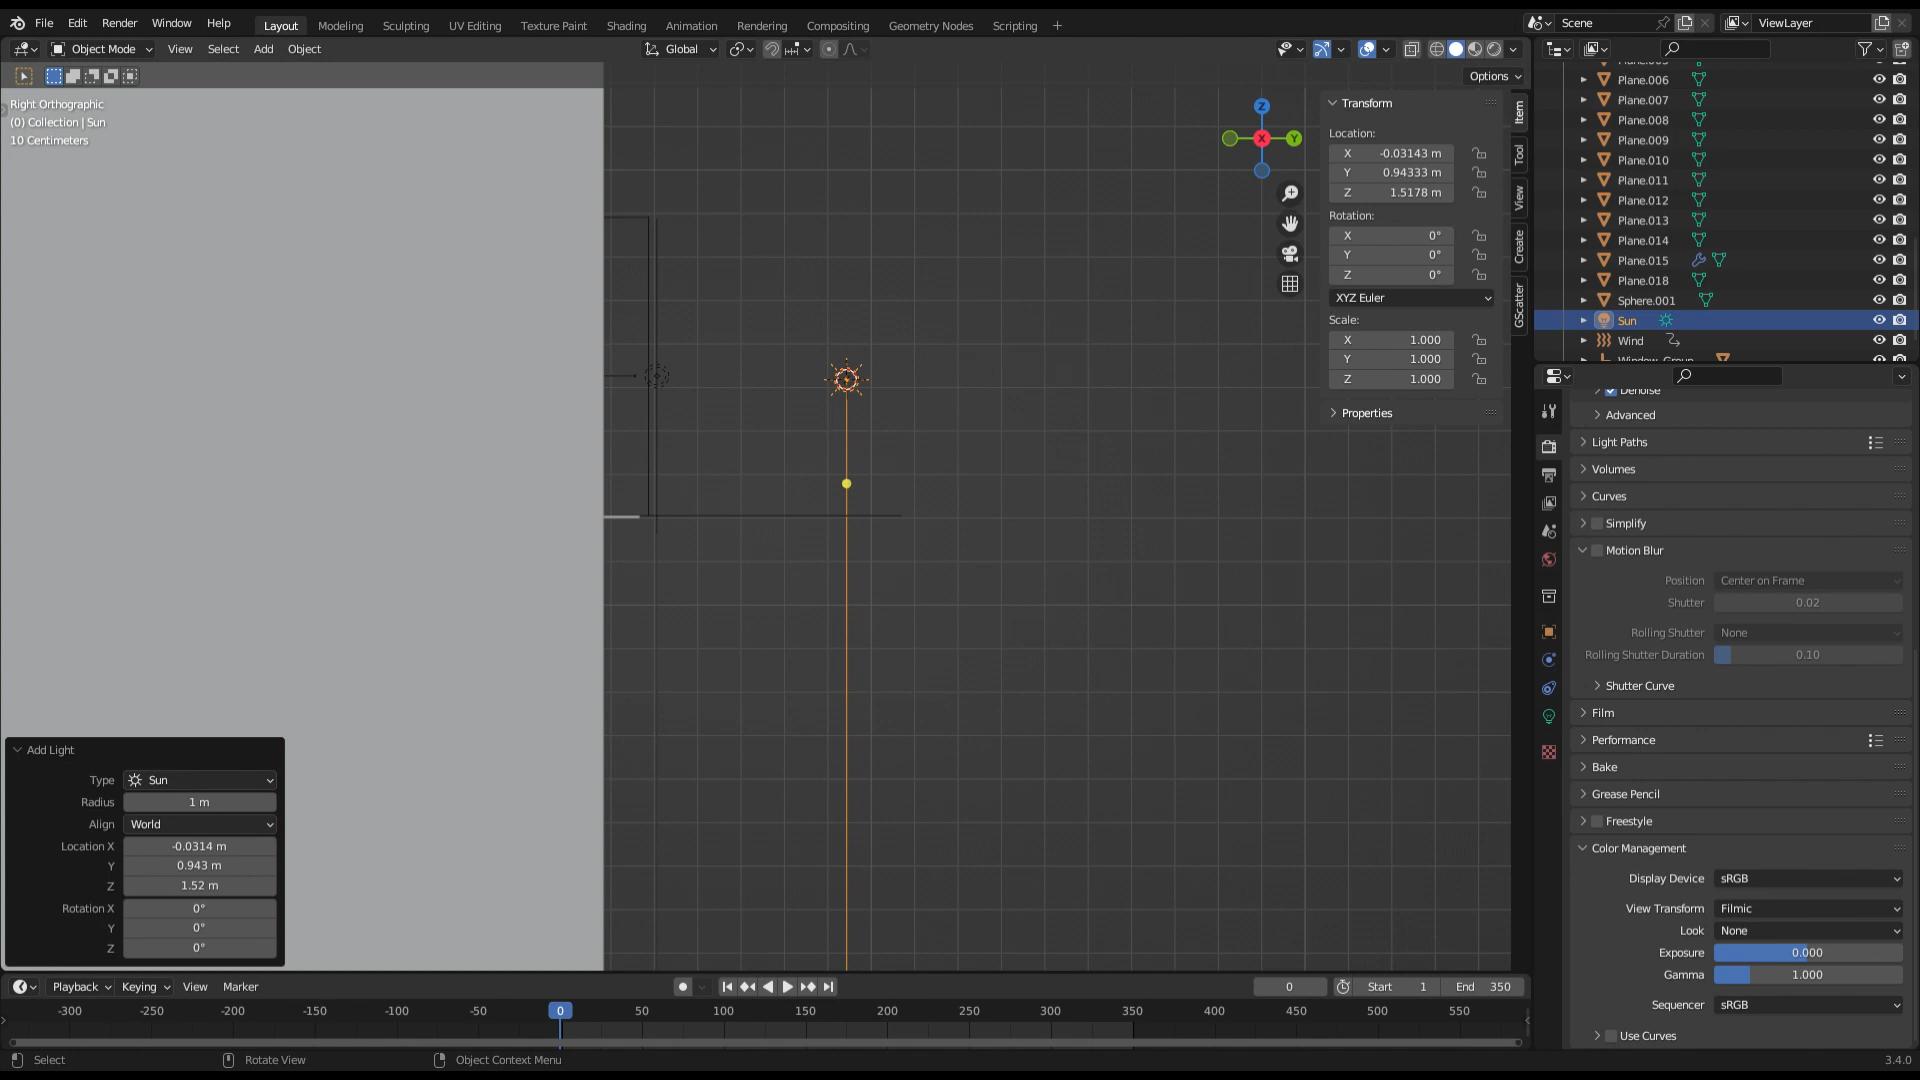 File Edit Render Window Help Layout Modeling Sculpting UV Editing Texture Paint Shading Animation Rendering Compositing Geometry Nodes Scripting Scene ViewLayer
Object Mode View Select Add Object Global
Options
Right Orthographic
(0) Collection | Sun
10 Centimeters
Z
X
Y
Transform
Location:
X -0.03143 m
Y 0.94333 m
Z 1.5178 m
Rotation:
X 0°
Y 0°
Z 0°
XYZ Euler
Scale:
X 1.000
Y 1.000
Z 1.000
Properties
Item
Tool
View
Create
GScatter
Plane.006
Plane.007
Plane.008
Plane.009
Plane.010
Plane.011
Plane.012
Plane.013
Plane.014
Plane.015
Plane.018
Sphere.001
Sun
Wind
Window_Group
Denoise
Advanced
Light Paths
Volumes
Curves
Simplify
Motion Blur
Position Center on Frame
Shutter 0.02
Rolling Shutter None
Rolling Shutter Duration 0.10
Shutter Curve
Film
Performance
Bake
Grease Pencil
Freestyle
Color Management
Display Device sRGB
View Transform Filmic
Look None
Exposure 0.000
Gamma 1.000
Sequencer sRGB
Use Curves
Add Light
Type Sun
Radius 1 m
Align World
Location X -0.0314 m
Y 0.943 m
Z 1.52 m
Rotation X 0°
Y 0°
Z 0°
Playback Keying View Marker 0 Start 1 End 350
-300 -250 -200 -150 -100 -50 0 50 100 150 200 250 300 350 400 450 500 550
Select Rotate View Object Context Menu 3.4.0